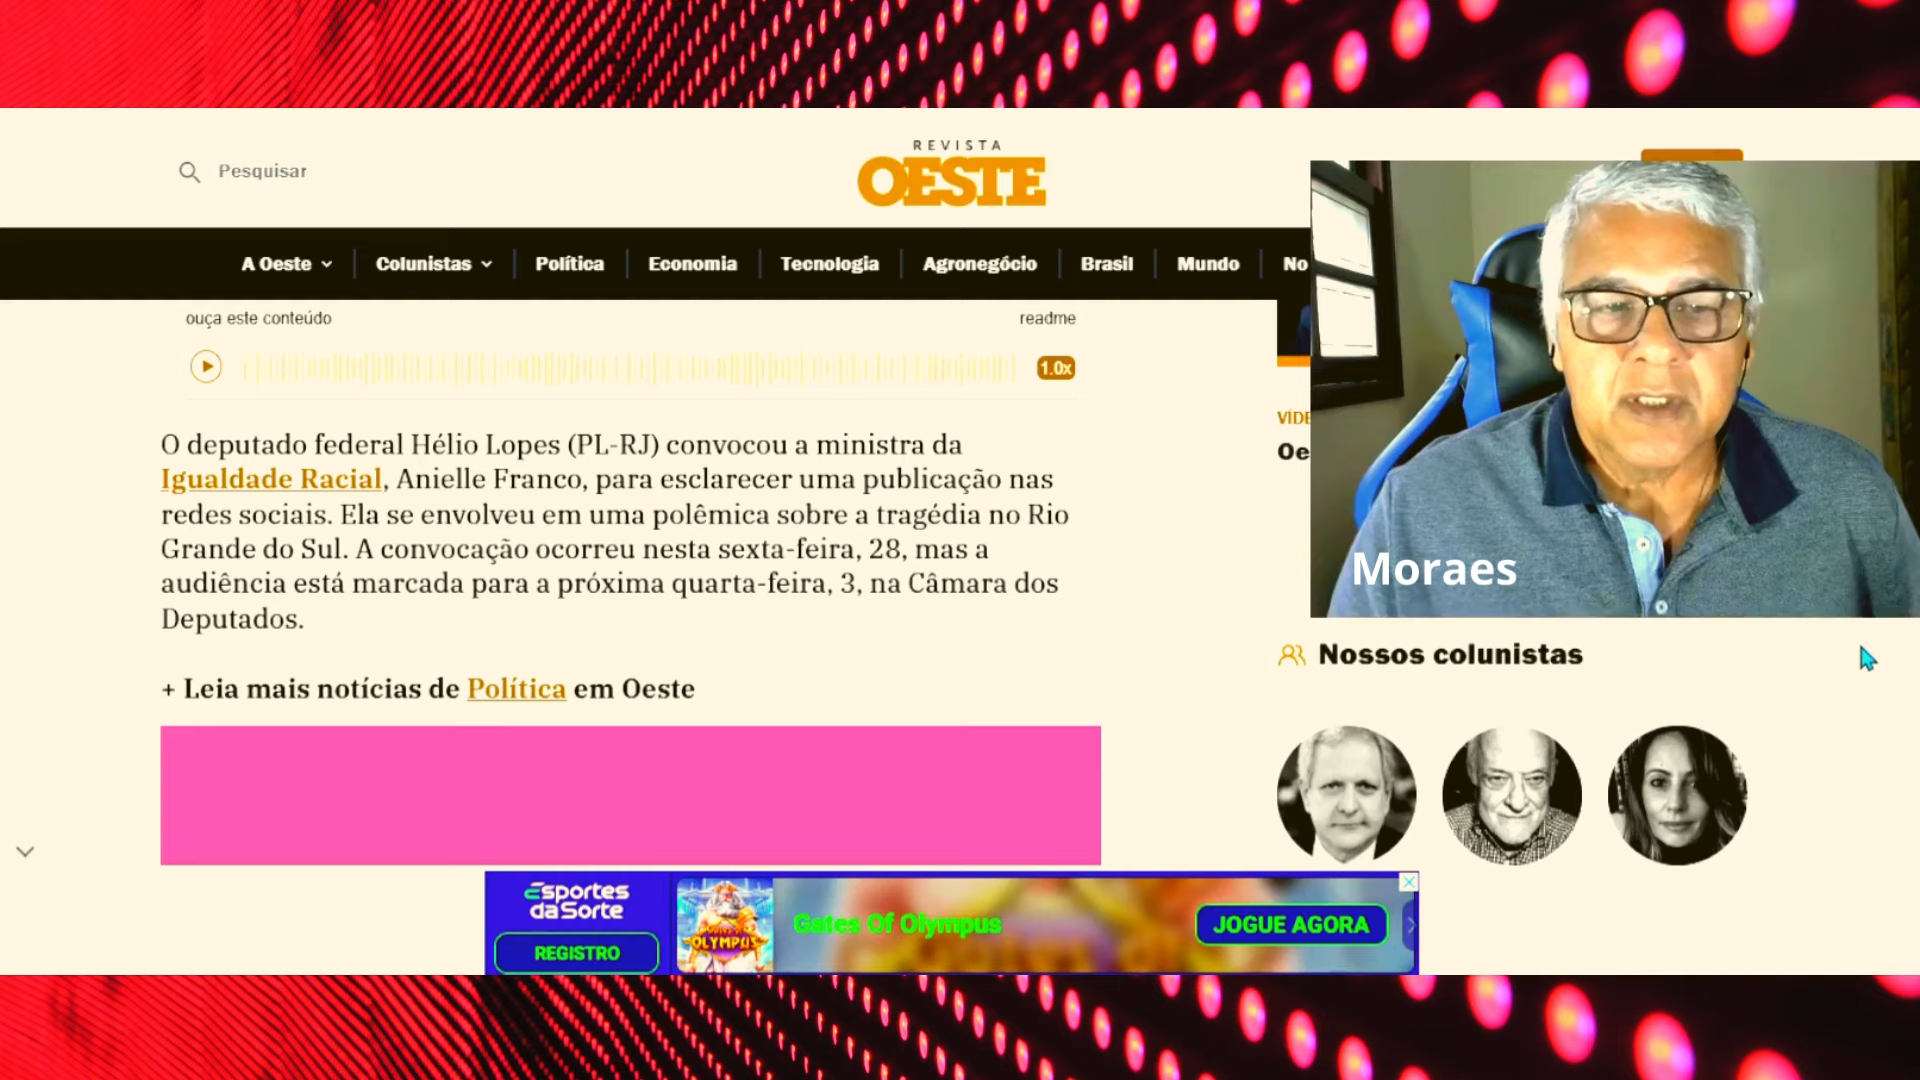 Pesquisar
REVISTA
OESTE
A Oeste
Colunistas
Política
Economia
Tecnologia
Agronegócio
Brasil
Mundo
No
ouça este conteúdo
readme
1.0x
O deputado federal Hélio Lopes (PL-RJ) convocou a ministra da
Igualdade Racial, Anielle Franco, para esclarecer uma publicação nas
redes sociais. Ela se envolveu em uma polêmica sobre a tragédia no Rio
Grande do Sul. A convocação ocorreu nesta sexta-feira, 28, mas a
audiência está marcada para a próxima quarta-feira, 3, na Câmara dos
Deputados.
+ Leia mais notícias de Política em Oeste
VÍDE
Oe
Moraes
Nossos colunistas
Esportes
da Sorte
REGISTRO
OLYMPUS
Gates Of Olympus
JOGUE AGORA